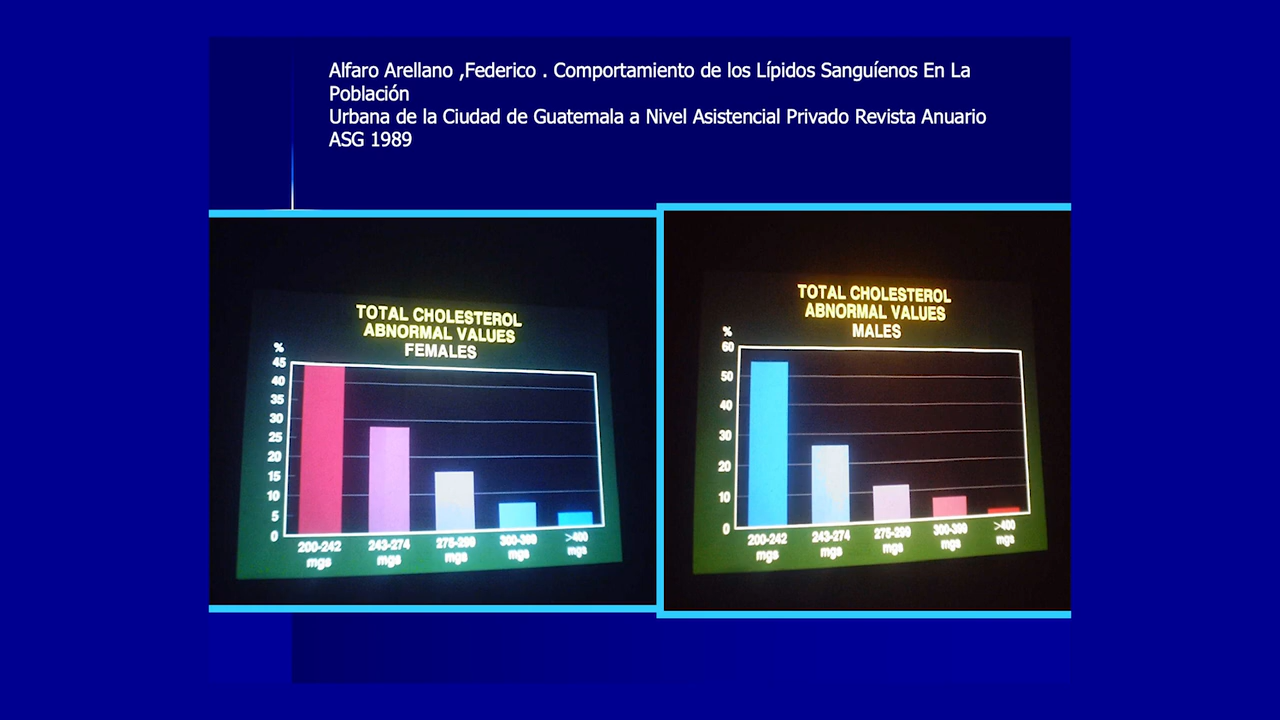 Alfaro Arellano ,Federico . Comportamiento de los Lípidos Sanguíenos En La
Población
Urbana de la Ciudad de Guatemala a Nivel Asistencial Privado Revista Anuario
ASG 1989
TOTAL CHOLESTEROL
ABNORMAL VALUES
FEMALES
%
45
40
35
30
25
20
15
10
5
0
200-242 243-274 275-299 300-399 >400
mgs mgs mgs mgs mgs
TOTAL CHOLESTEROL
ABNORMAL VALUES
MALES
%
60
50
40
30
20
10
0
200-242 243-274 275-299 300-399 >400
mgs mgs mgs mgs mgs